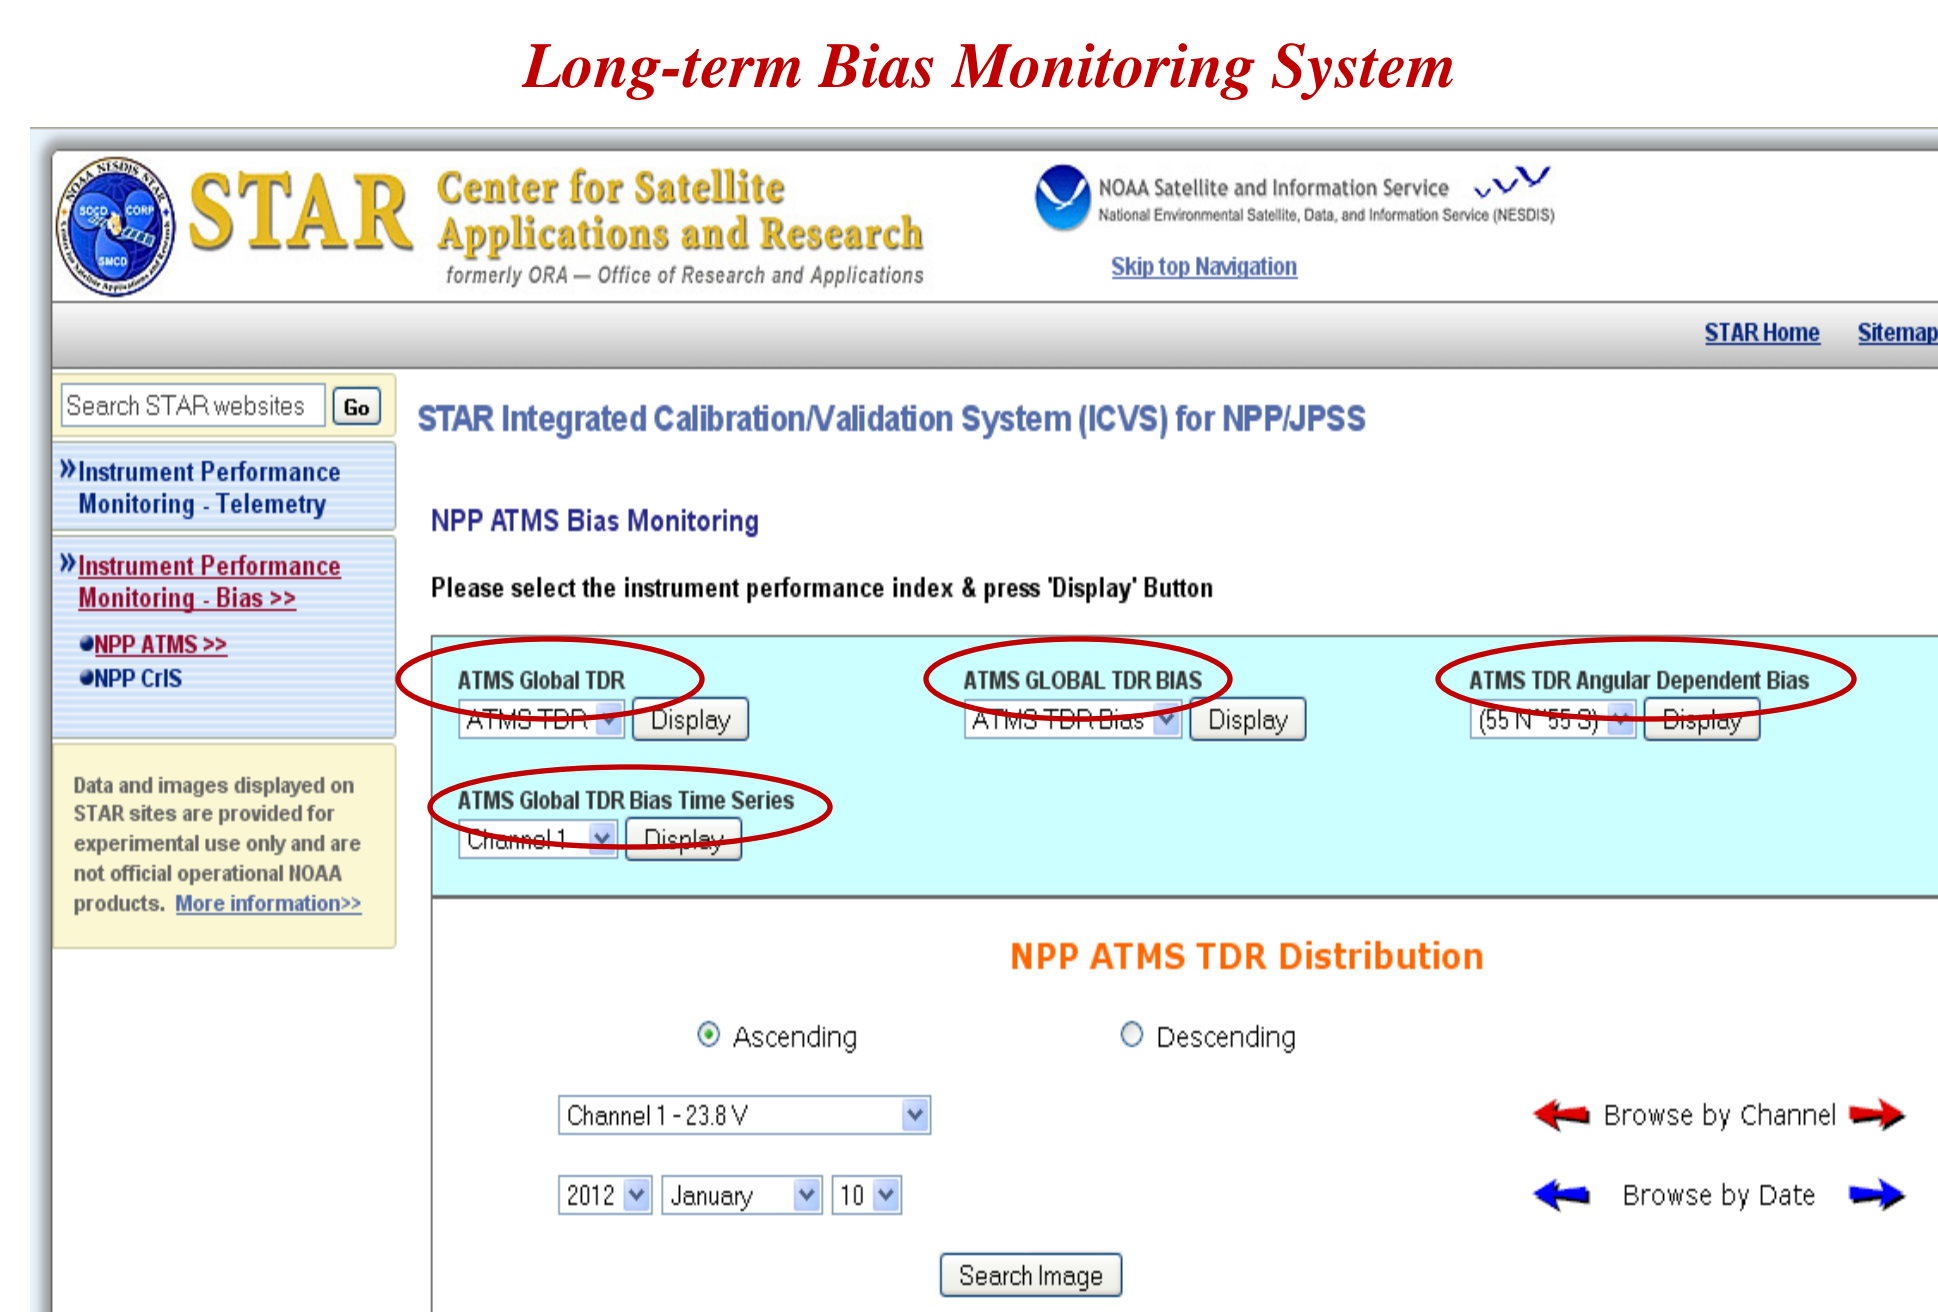 Long-term Bias Monitoring System
NOAA NESDIS STAR
SOCD
CORP
SMCD
STAR
Center for Satellite
Applications and Research
formerly ORA — Office of Research and Applications
NOAA Satellite and Information Service
National Environmental Satellite, Data, and Information Service (NESDIS)
Skip top Navigation
STAR Home Sitemap
Search STAR websites Go
»Instrument Performance
Monitoring - Telemetry
»Instrument Performance
Monitoring - Bias >>
NPP ATMS >>
NPP CrIS
Data and images displayed on
STAR sites are provided for
experimental use only and are
not official operational NOAA
products. More information>>
STAR Integrated Calibration/Validation System (ICVS) for NPP/JPSS
NPP ATMS Bias Monitoring
Please select the instrument performance index & press 'Display' Button
ATMS Global TDR ATMS GLOBAL TDR BIAS ATMS TDR Angular Dependent Bias
ATMS TDR Display ATMS TDR Bias Display (55 N~55 S) Display
ATMS Global TDR Bias Time Series
Channel 1 Display
NPP ATMS TDR Distribution
Ascending Descending
Channel 1 - 23.8 V Browse by Channel
2012 January 10 Browse by Date
Search Image